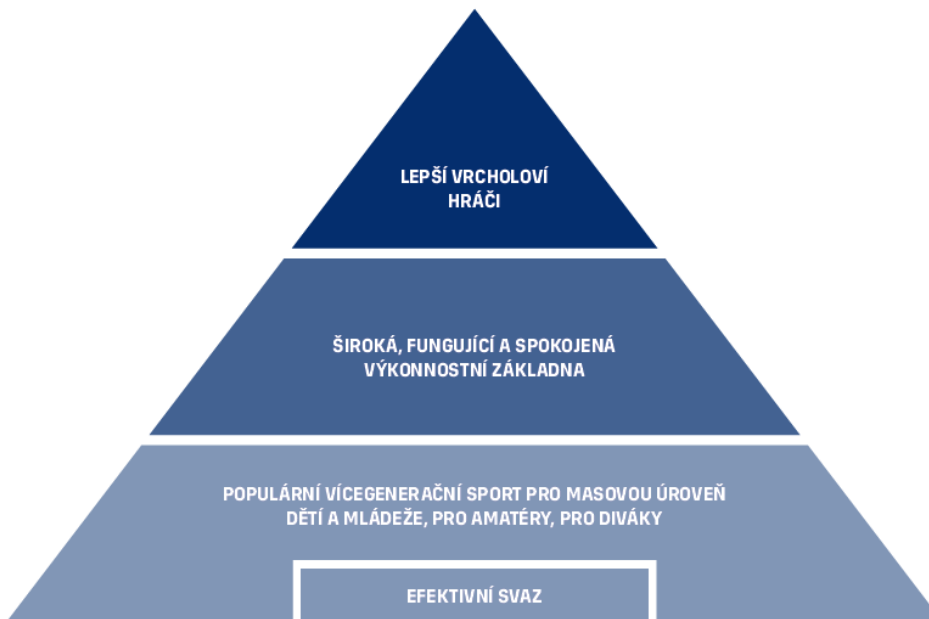 LEPŠÍ VRCHOLOVÍ
HRÁČI
ŠIROKÁ, FUNGUJÍCÍ A SPOKOJENÁ
VÝKONNOSTNÍ ZÁKLADNA
POPULÁRNÍ VÍCEGENERAČNÍ SPORT PRO MASOVOU ÚROVEŇ
DĚTÍ A MLÁDEŽE, PRO AMATÉRY, PRO DIVÁKY
EFEKTIVNÍ SVAZ